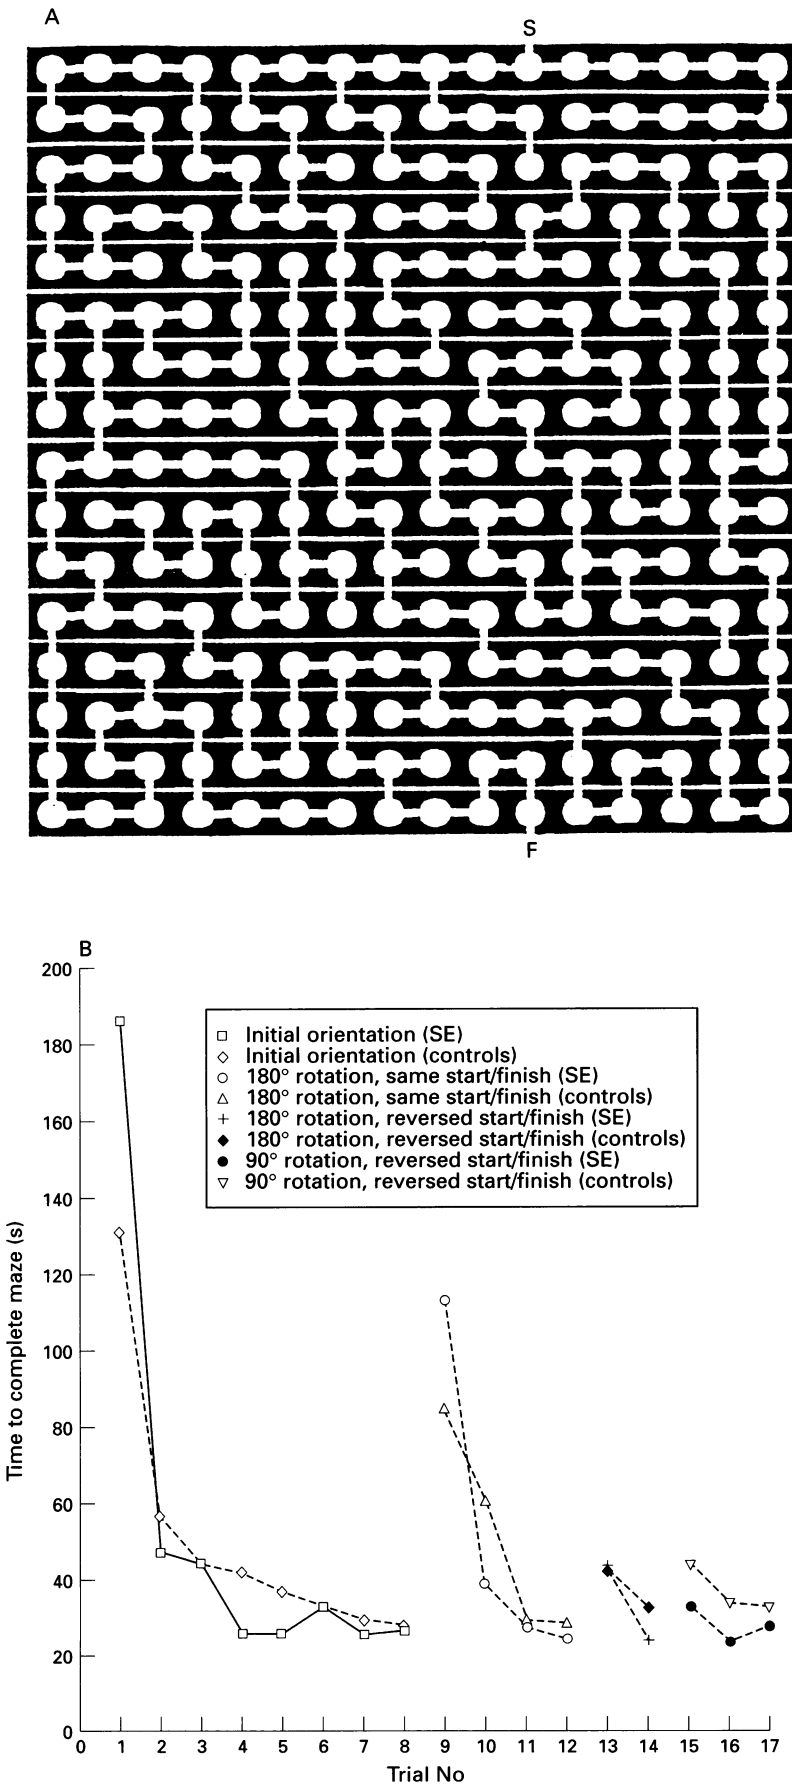 A
S
F
B
200
180
160
140
120
100
80
60
40
20
0
Time to complete maze (s)
Initial orientation (SE)
Initial orientation (controls)
180° rotation, same start/finish (SE)
180° rotation, same start/finish (controls)
180° rotation, reversed start/finish (SE)
180° rotation, reversed start/finish (controls)
90° rotation, reversed start/finish (SE)
90° rotation, reversed start/finish (controls)
0 1 2 3 4 5 6 7 8 9 10 11 12 13 14 15 16 17
Trial No